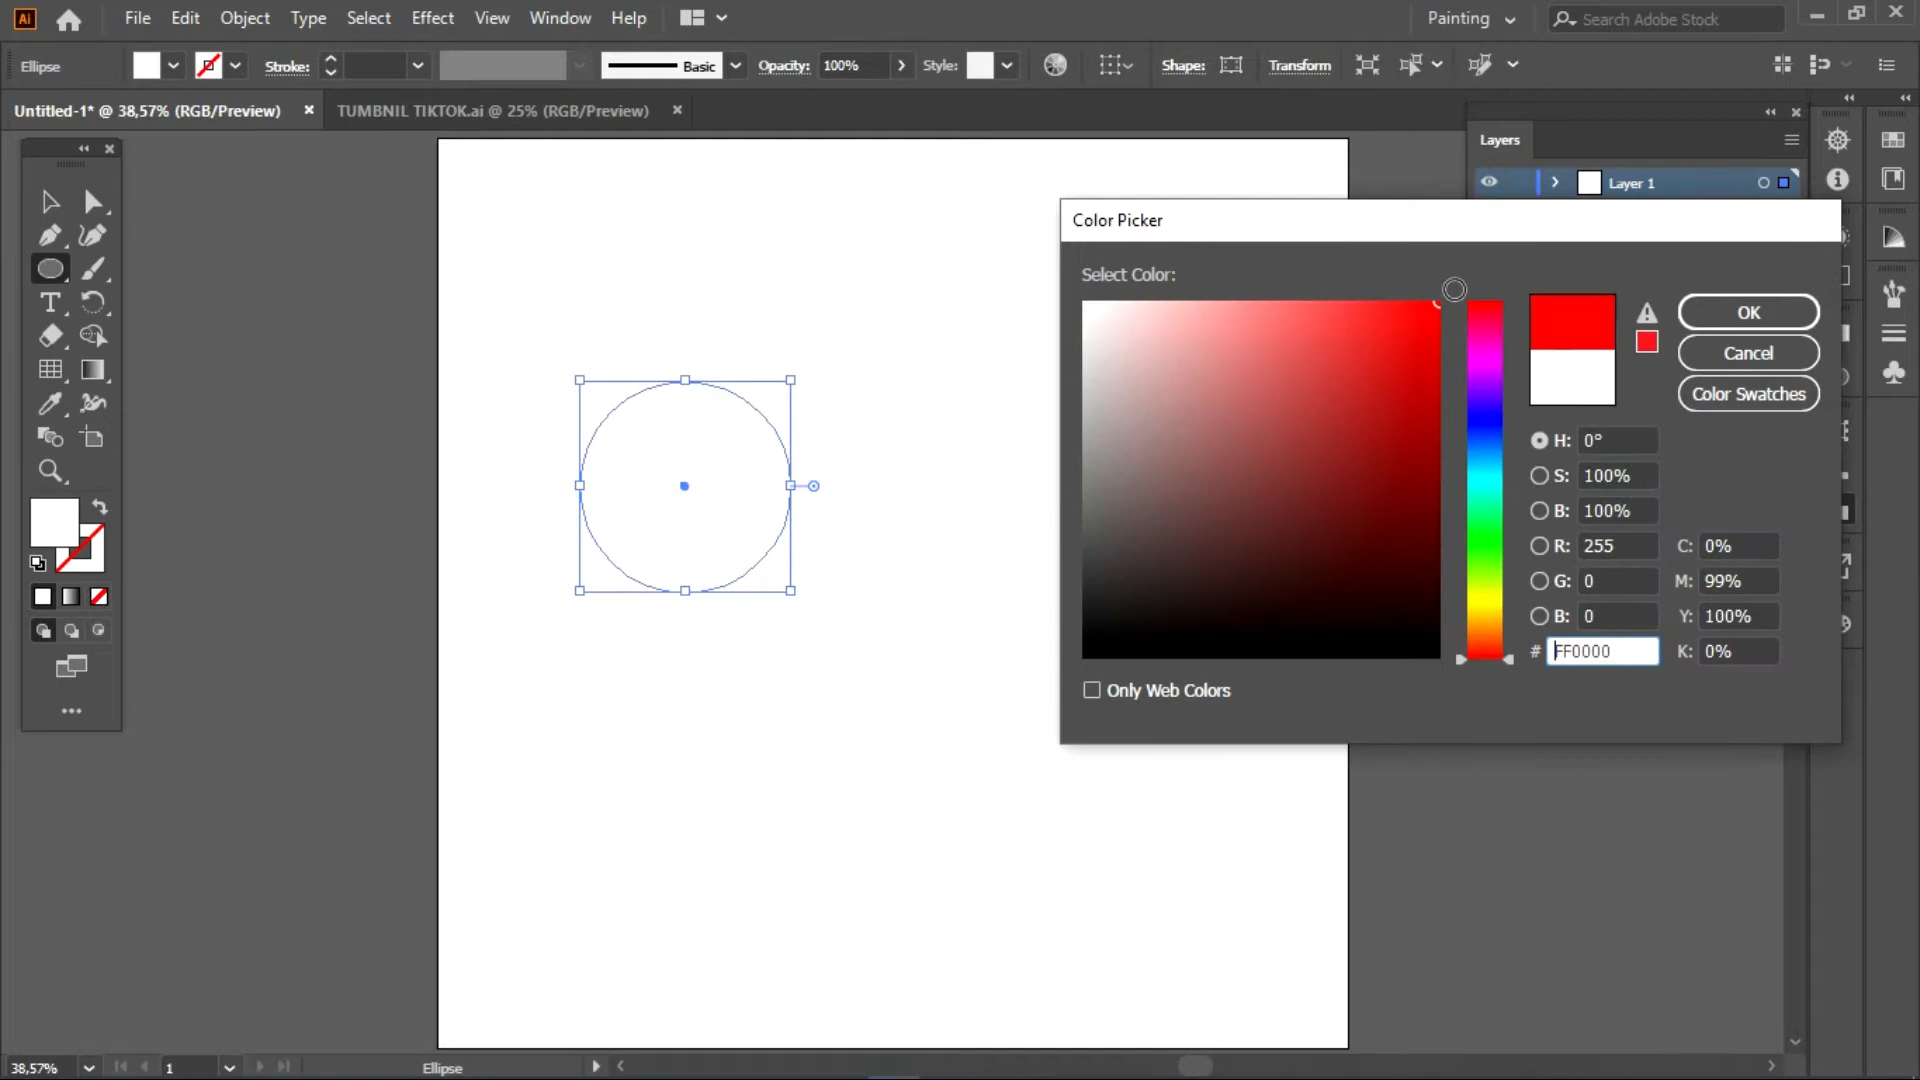 Ai File Edit Object Type Select Effect View Window Help Painting Search Adobe Stock
Ellipse Stroke: Basic Opacity: 100% Style: Shape: Transform
Untitled-1* @ 38,57% (RGB/Preview) TUMBNIL TIKTOK.ai @ 25% (RGB/Preview)
Layers
Layer 1
Color Picker
Select Color:
OK
Cancel
Color Swatches
H: 0°
S: 100%
B: 100%
R: 255 C: 0%
G: 0 M: 99%
B: 0 Y: 100%
# FF0000 K: 0%
Only Web Colors
38,57% 1 Ellipse